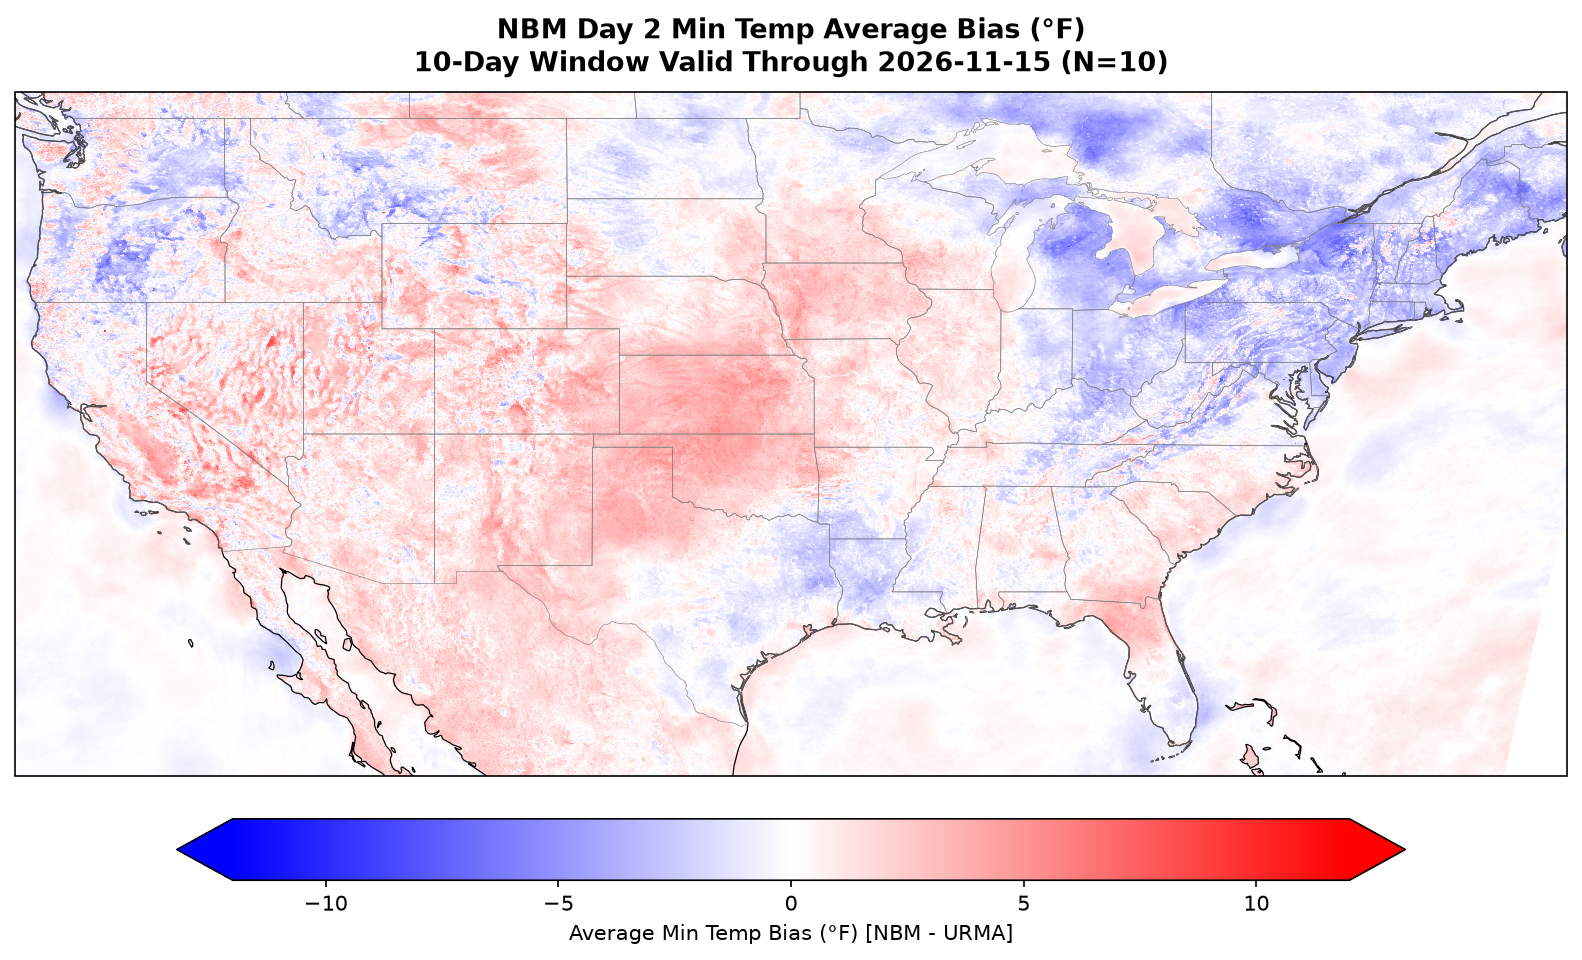 NBM Day 2 Min Temp Average Bias (°F)
10-Day Window Valid Through 2026-11-15 (N=10)
−10 −5 0 5 10
Average Min Temp Bias (°F) [NBM - URMA]